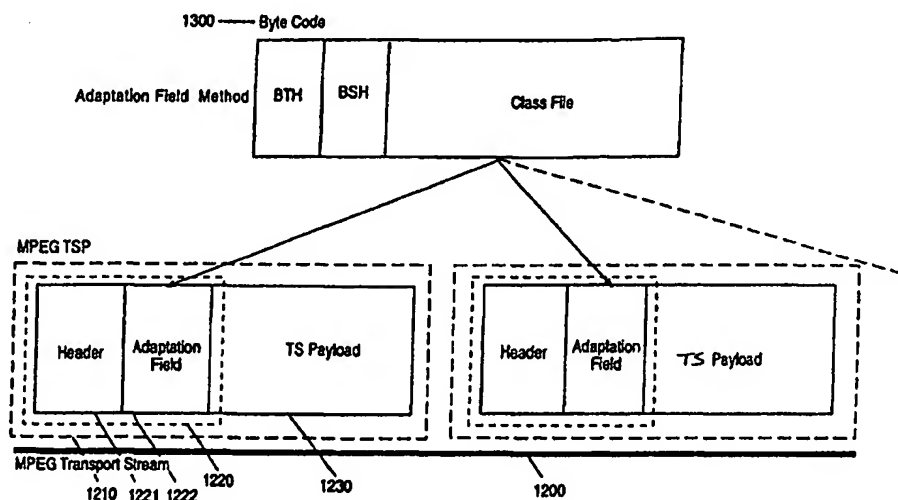 1300 Byte Code
Adaptation Field Method
BTH
BSH
Class File
MPEG TSP
Header
Adaptation
Field
TS Payload
Header
Adaptation
Field
TS Payload
MPEG Transport Stream
1210
1221
1222
1220
1230
1200